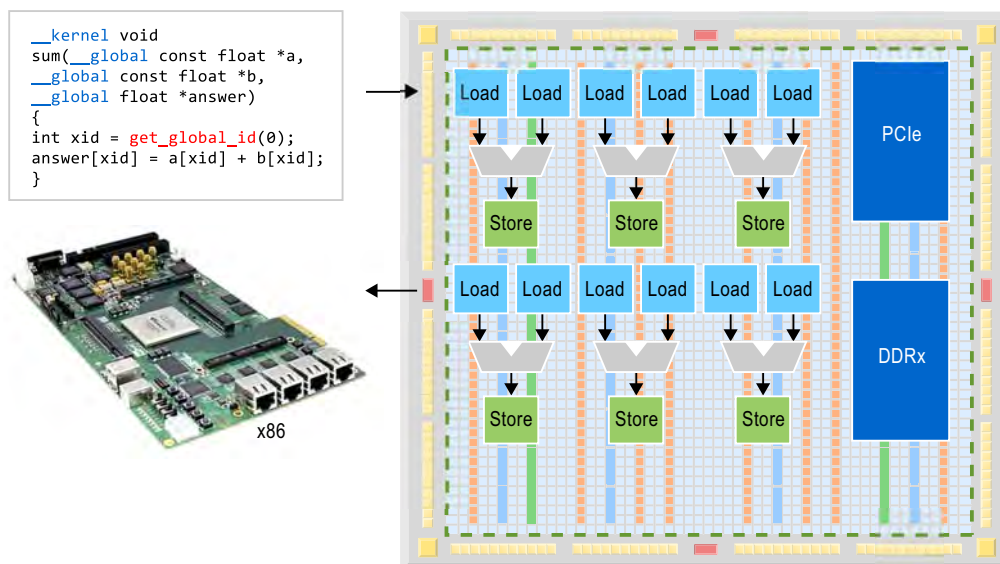 __kernel void
sum(__global const float *a,
__global const float *b,
__global float *answer)
{
int xid = get_global_id(0);
answer[xid] = a[xid] + b[xid];
}
Load Load Load Load Load Load
PCIe
Store Store Store
Load Load Load Load Load Load
DDRx
Store Store Store
x86